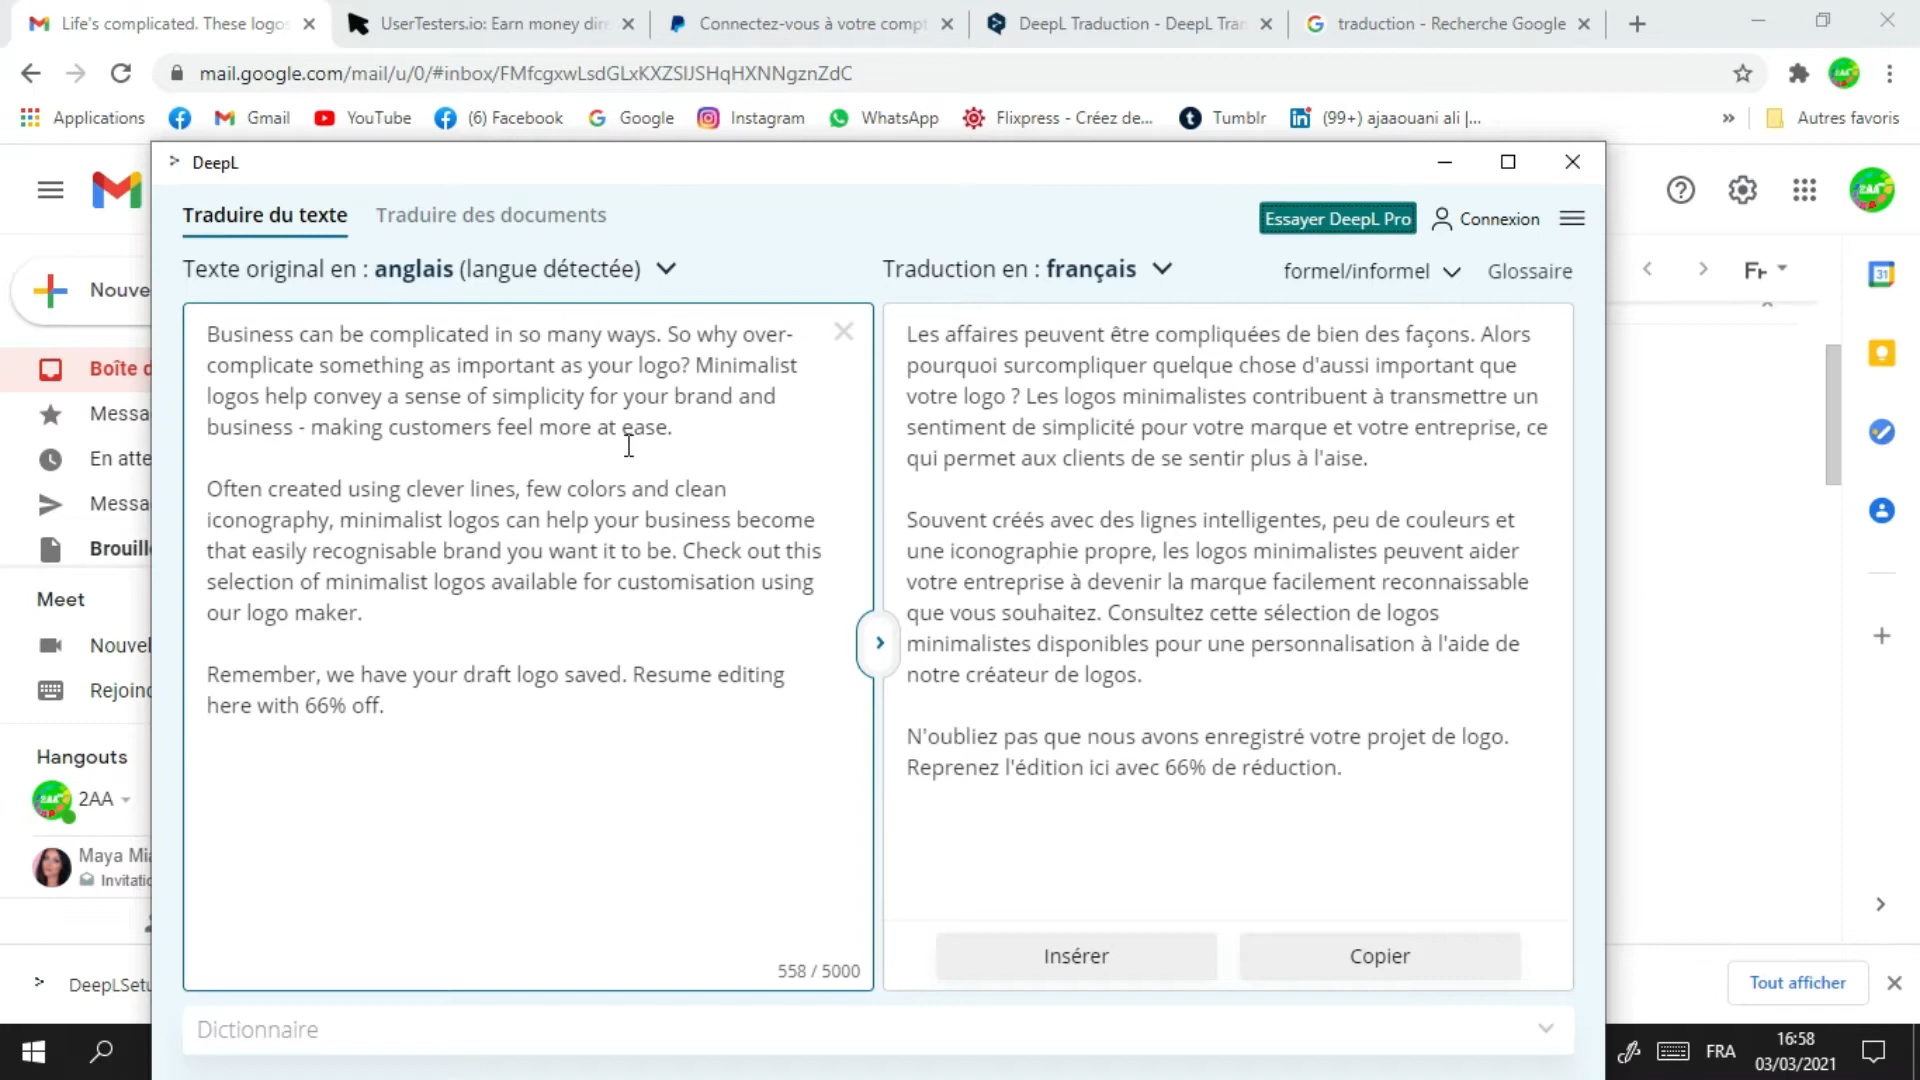 Life's complicated. These logos
UserTesters.io: Earn money dire
Connectez-vous à votre compt
DeepL Traduction - DeepL Tran
traduction - Recherche Google
mail.google.com/mail/u/0/#inbox/FMfcgxwLsdGLxKXZSlJSHqHXNNgznZdC
Applications
Gmail
YouTube
(6) Facebook
Google
Instagram
WhatsApp
Flixpress - Créez de...
Tumblr
(99+) ajaaouani ali |...
»
Autres favoris
DeepL
Traduire du texte
Traduire des documents
Essayer DeepL Pro
Connexion
Texte original en : anglais (langue détectée)
Traduction en : français
formel/informel
Glossaire
Business can be complicated in so many ways. So why over-
complicate something as important as your logo? Minimalist
logos help convey a sense of simplicity for your brand and
business - making customers feel more at ease.
Often created using clever lines, few colors and clean
iconography, minimalist logos can help your business become
that easily recognisable brand you want it to be. Check out this
selection of minimalist logos available for customisation using
our logo maker.
Remember, we have your draft logo saved. Resume editing
here with 66% off.
558 / 5000
Les affaires peuvent être compliquées de bien des façons. Alors
pourquoi surcompliquer quelque chose d'aussi important que
votre logo ? Les logos minimalistes contribuent à transmettre un
sentiment de simplicité pour votre marque et votre entreprise, ce
qui permet aux clients de se sentir plus à l'aise.
Souvent créés avec des lignes intelligentes, peu de couleurs et
une iconographie propre, les logos minimalistes peuvent aider
votre entreprise à devenir la marque facilement reconnaissable
que vous souhaitez. Consultez cette sélection de logos
minimalistes disponibles pour une personnalisation à l'aide de
notre créateur de logos.
N'oubliez pas que nous avons enregistré votre projet de logo.
Reprenez l'édition ici avec 66% de réduction.
Insérer
Copier
Dictionnaire
Nouve
Boîte d
Messa
En atte
Messa
Brouill
Meet
Nouvel
Rejoind
Hangouts
2AA
Maya Mia
Invitatio
DeepLSetu
31
Tout afficher
FRA
16:58
03/03/2021